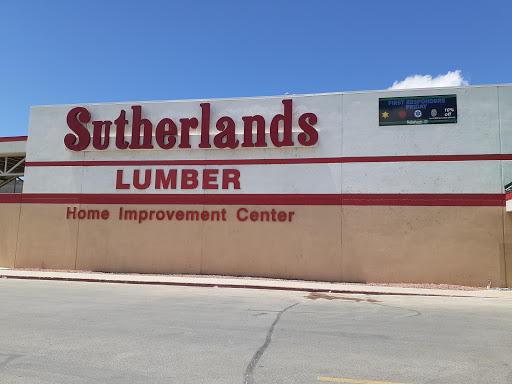 Sutherlands
LUMBER
Home Improvement Center
FIRST RESPONDERS
FRIDAY
10%
off